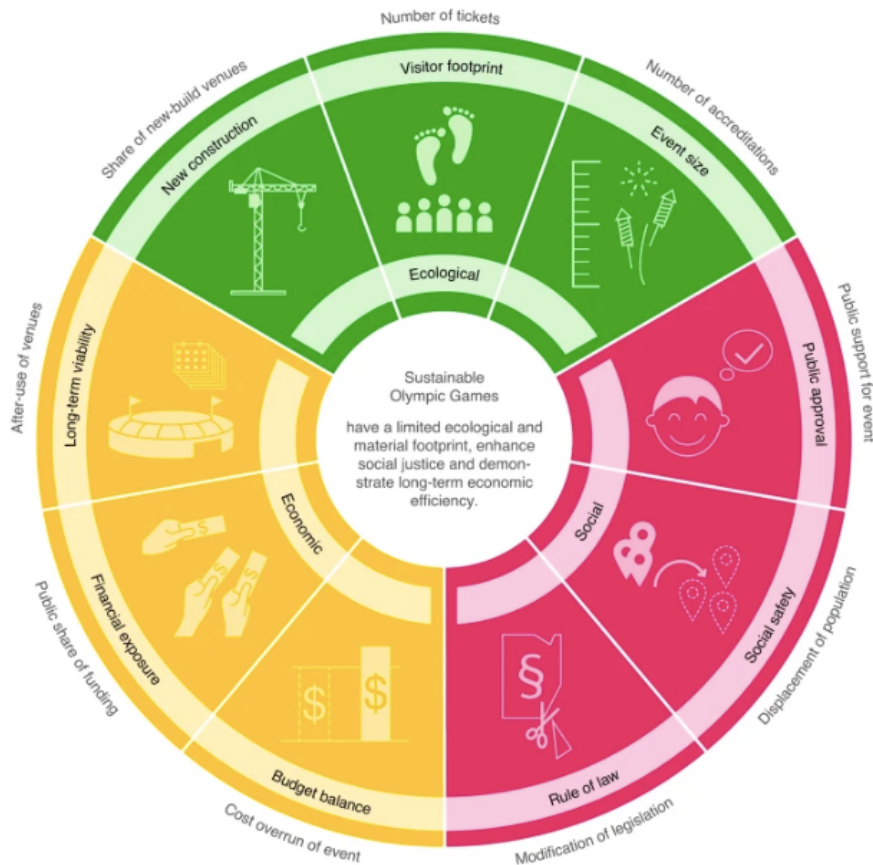 Number of tickets
Visitor footprint
Number of accreditations
Event size
Share of new-build venues
New construction
Ecological
Public support for event
Public approval
Social
Displacement of population
Social safety
Modification of legislation
Rule of law
§
Cost overrun of event
Budget balance
$
$
Public share of funding
Financial exposure
$
$
$
Economic
After-use of venues
Long-term viability
Sustainable
Olympic Games
have a limited ecological and
material footprint, enhance
social justice and demon-
strate long-term economic
efficiency.